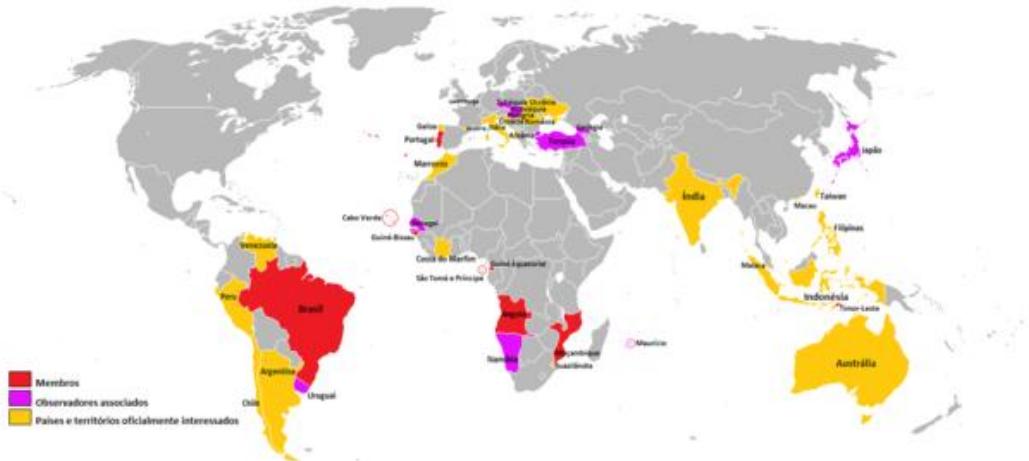 Galiza
Portugal
Marrocos
Cabo Verde
Guiné-Bissau
Costa do Marfim
Guiné Equatorial
São Tomé e Príncipe
Venezuela
Peru
Brasil
Argentina
Chile
Uruguai
Angola
Namíbia
Moçambique
Suazilândia
Maurício
Turquia
Índia
Japão
Taiwan
Macau
Filipinas
Malaca
Indonésia
Timor-Leste
Austrália
Membros
Observadores associados
Países e territórios oficialmente interessados